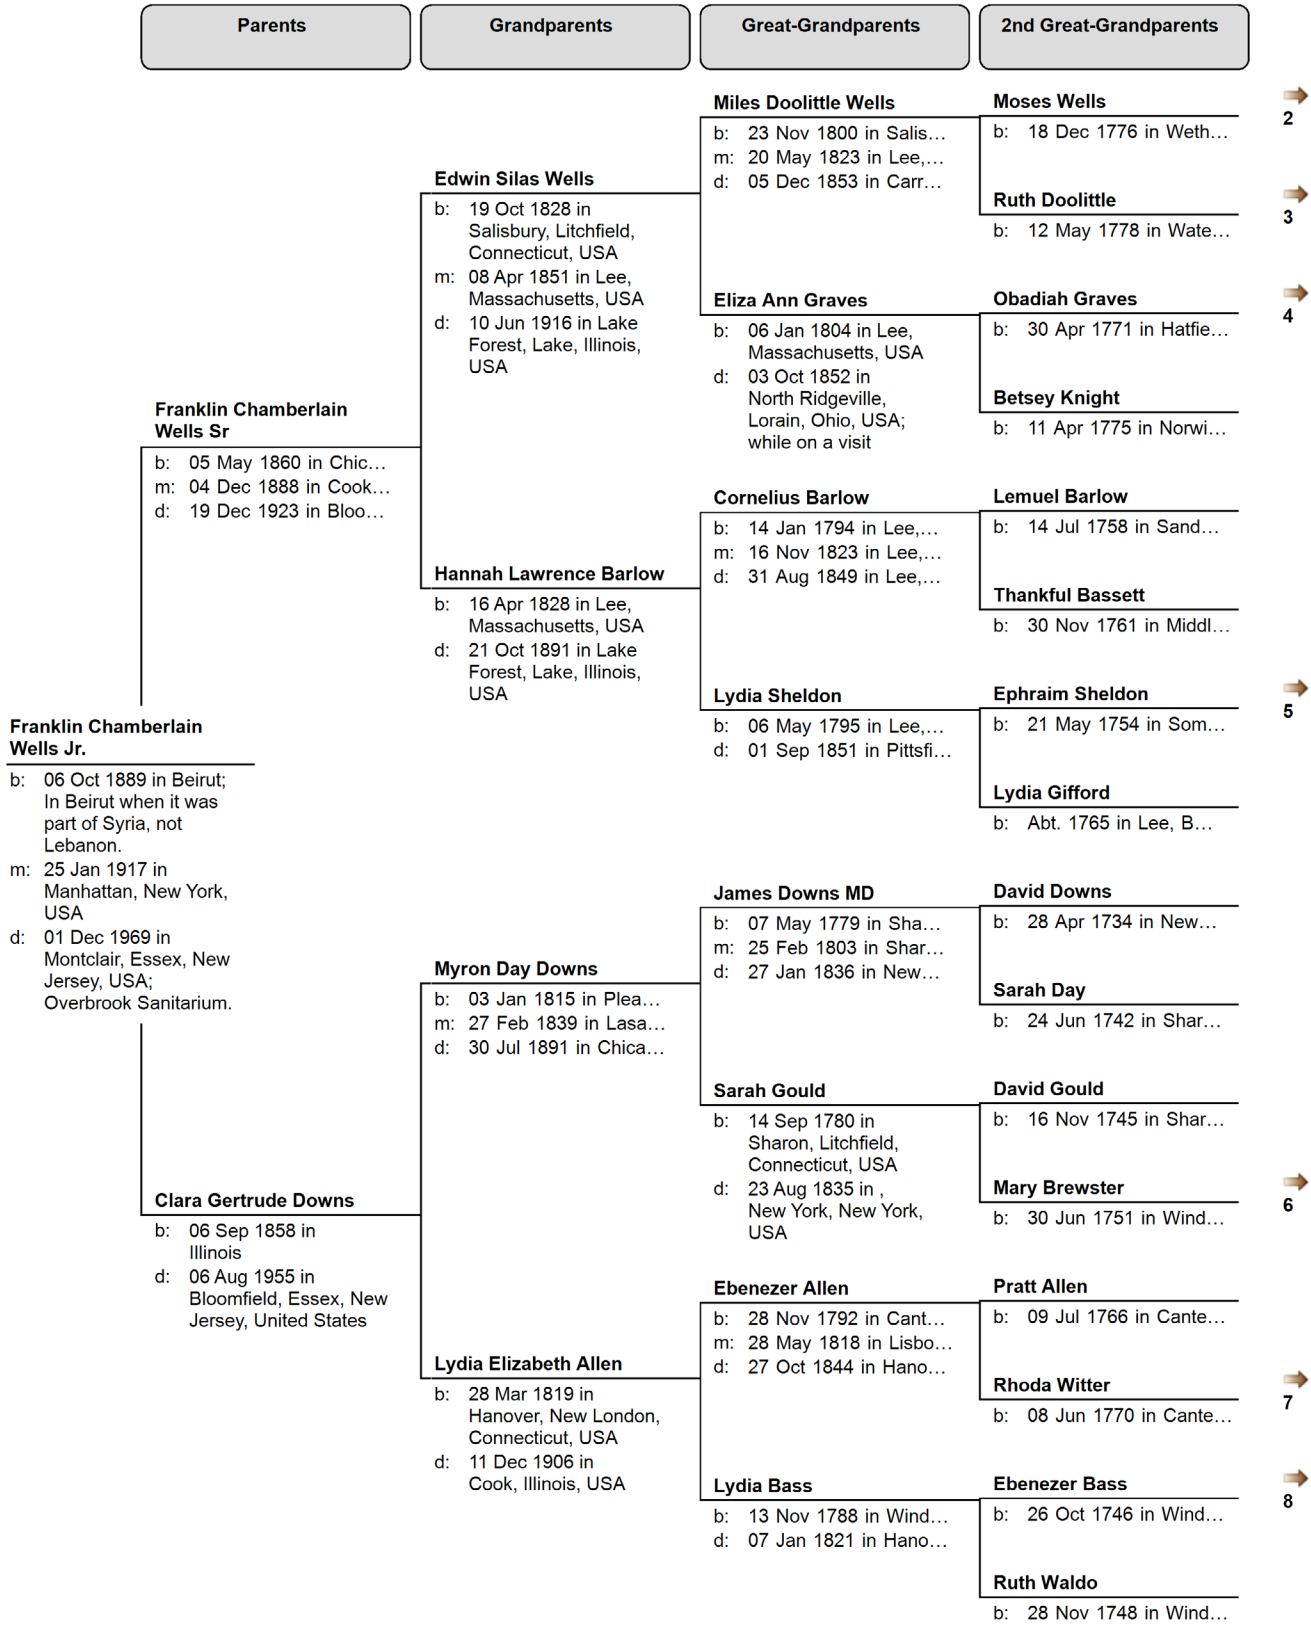 Parents
Grandparents
Great-Grandparents
2nd Great-Grandparents
Franklin Chamberlain
Wells Jr.
b: 06 Oct 1889 in Beirut;
In Beirut when it was
part of Syria, not
Lebanon.
m: 25 Jan 1917 in
Manhattan, New York,
USA
d: 01 Dec 1969 in
Montclair, Essex, New
Jersey, USA;
Overbrook Sanitarium.
Franklin Chamberlain
Wells Sr
b: 05 May 1860 in Chic…
m: 04 Dec 1888 in Cook…
d: 19 Dec 1923 in Bloo…
Clara Gertrude Downs
b: 06 Sep 1858 in
Illinois
d: 06 Aug 1955 in
Bloomfield, Essex, New
Jersey, United States
Edwin Silas Wells
b: 19 Oct 1828 in
Salisbury, Litchfield,
Connecticut, USA
m: 08 Apr 1851 in Lee,
Massachusetts, USA
d: 10 Jun 1916 in Lake
Forest, Lake, Illinois,
USA
Hannah Lawrence Barlow
b: 16 Apr 1828 in Lee,
Massachusetts, USA
d: 21 Oct 1891 in Lake
Forest, Lake, Illinois,
USA
Myron Day Downs
b: 03 Jan 1815 in Plea…
m: 27 Feb 1839 in Lasa…
d: 30 Jul 1891 in Chica…
Lydia Elizabeth Allen
b: 28 Mar 1819 in
Hanover, New London,
Connecticut, USA
d: 11 Dec 1906 in
Cook, Illinois, USA
Miles Doolittle Wells
b: 23 Nov 1800 in Salis…
m: 20 May 1823 in Lee,…
d: 05 Dec 1853 in Carr…
Eliza Ann Graves
b: 06 Jan 1804 in Lee,
Massachusetts, USA
d: 03 Oct 1852 in
North Ridgeville,
Lorain, Ohio, USA;
while on a visit
Cornelius Barlow
b: 14 Jan 1794 in Lee,…
m: 16 Nov 1823 in Lee,…
d: 31 Aug 1849 in Lee,…
Lydia Sheldon
b: 06 May 1795 in Lee,…
d: 01 Sep 1851 in Pittsfi…
James Downs MD
b: 07 May 1779 in Sha…
m: 25 Feb 1803 in Shar…
d: 27 Jan 1836 in New…
Sarah Gould
b: 14 Sep 1780 in
Sharon, Litchfield,
Connecticut, USA
d: 23 Aug 1835 in ,
New York, New York,
USA
Ebenezer Allen
b: 28 Nov 1792 in Cant…
m: 28 May 1818 in Lisbo…
d: 27 Oct 1844 in Hano…
Lydia Bass
b: 13 Nov 1788 in Wind…
d: 07 Jan 1821 in Hano…
Moses Wells
b: 18 Dec 1776 in Weth…
2
Ruth Doolittle
b: 12 May 1778 in Wate…
3
Obadiah Graves
b: 30 Apr 1771 in Hatfie…
4
Betsey Knight
b: 11 Apr 1775 in Norwi…
Lemuel Barlow
b: 14 Jul 1758 in Sand…
Thankful Bassett
b: 30 Nov 1761 in Middl…
Ephraim Sheldon
b: 21 May 1754 in Som…
5
Lydia Gifford
b: Abt. 1765 in Lee, B…
David Downs
b: 28 Apr 1734 in New…
Sarah Day
b: 24 Jun 1742 in Shar…
David Gould
b: 16 Nov 1745 in Shar…
Mary Brewster
b: 30 Jun 1751 in Wind…
6
Pratt Allen
b: 09 Jul 1766 in Cante…
Rhoda Witter
b: 08 Jun 1770 in Cante…
7
Ebenezer Bass
b: 26 Oct 1746 in Wind…
8
Ruth Waldo
b: 28 Nov 1748 in Wind…